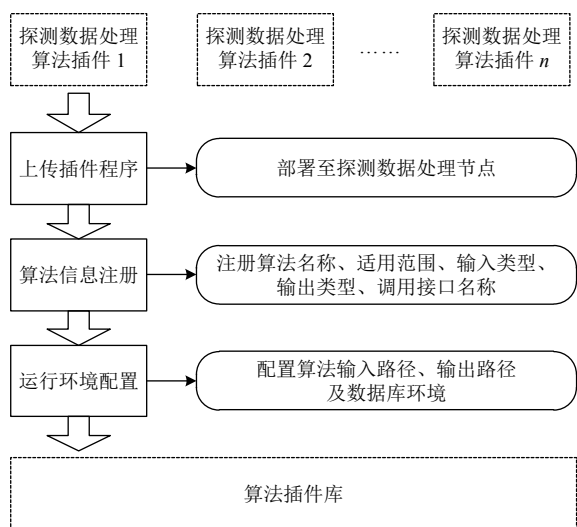 探测数据处理
算法插件 1
探测数据处理
算法插件 2
……
探测数据处理
算法插件 n
上传插件程序
部署至探测数据处理节点
算法信息注册
注册算法名称、适用范围、输入类型、
输出类型、调用接口名称
运行环境配置
配置算法输入路径、输出路径
及数据库环境
算法插件库